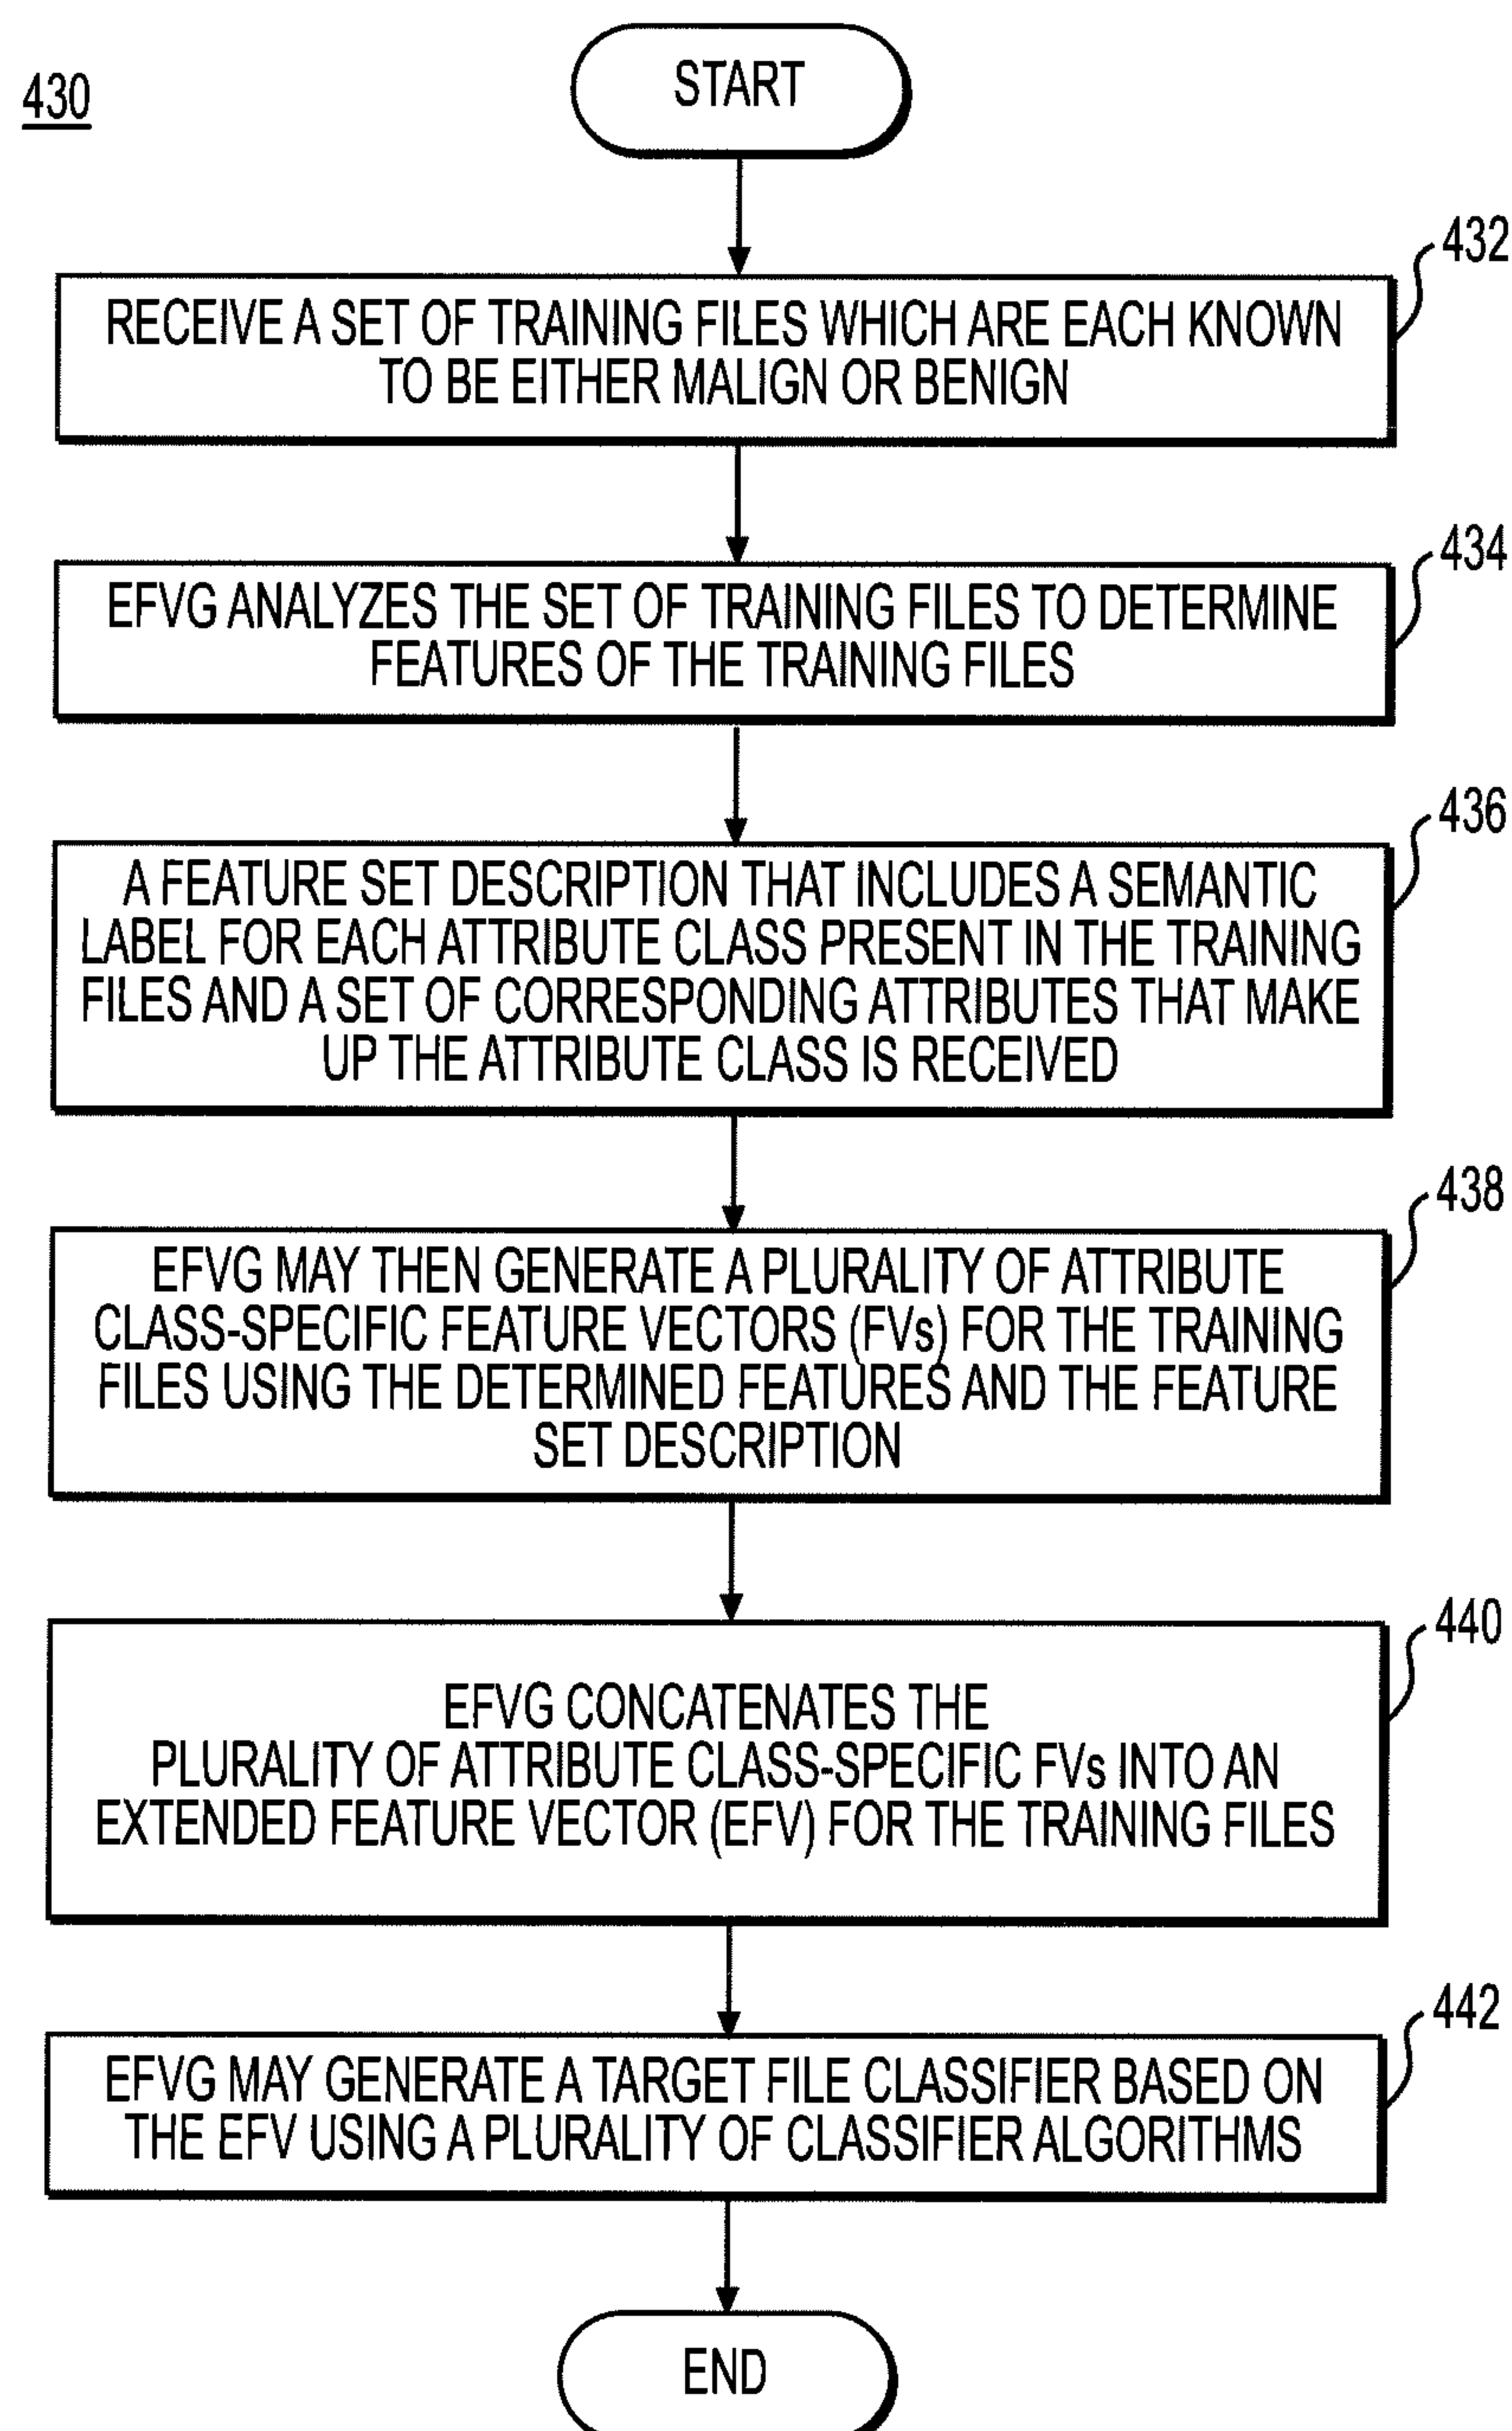 430
START
432
RECEIVE A SET OF TRAINING FILES WHICH ARE EACH KNOWN
TO BE EITHER MALIGN OR BENIGN
434
EFVG ANALYZES THE SET OF TRAINING FILES TO DETERMINE
FEATURES OF THE TRAINING FILES
436
A FEATURE SET DESCRIPTION THAT INCLUDES A SEMANTIC
LABEL FOR EACH ATTRIBUTE CLASS PRESENT IN THE TRAINING
FILES AND A SET OF CORRESPONDING ATTRIBUTES THAT MAKE
UP THE ATTRIBUTE CLASS IS RECEIVED
438
EFVG MAY THEN GENERATE A PLURALITY OF ATTRIBUTE
CLASS-SPECIFIC FEATURE VECTORS (FVs) FOR THE TRAINING
FILES USING THE DETERMINED FEATURES AND THE FEATURE
SET DESCRIPTION
440
EFVG CONCATENATES THE
PLURALITY OF ATTRIBUTE CLASS-SPECIFIC FVs INTO AN
EXTENDED FEATURE VECTOR (EFV) FOR THE TRAINING FILES
442
EFVG MAY GENERATE A TARGET FILE CLASSIFIER BASED ON
THE EFV USING A PLURALITY OF CLASSIFIER ALGORITHMS
END